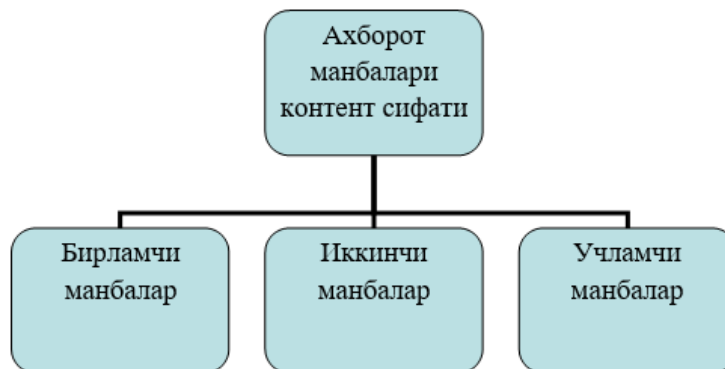 Ахборот
манбалари
контент сифати
Бирламчи
манбалар
Иккинчи
манбалар
Учламчи
манбалар